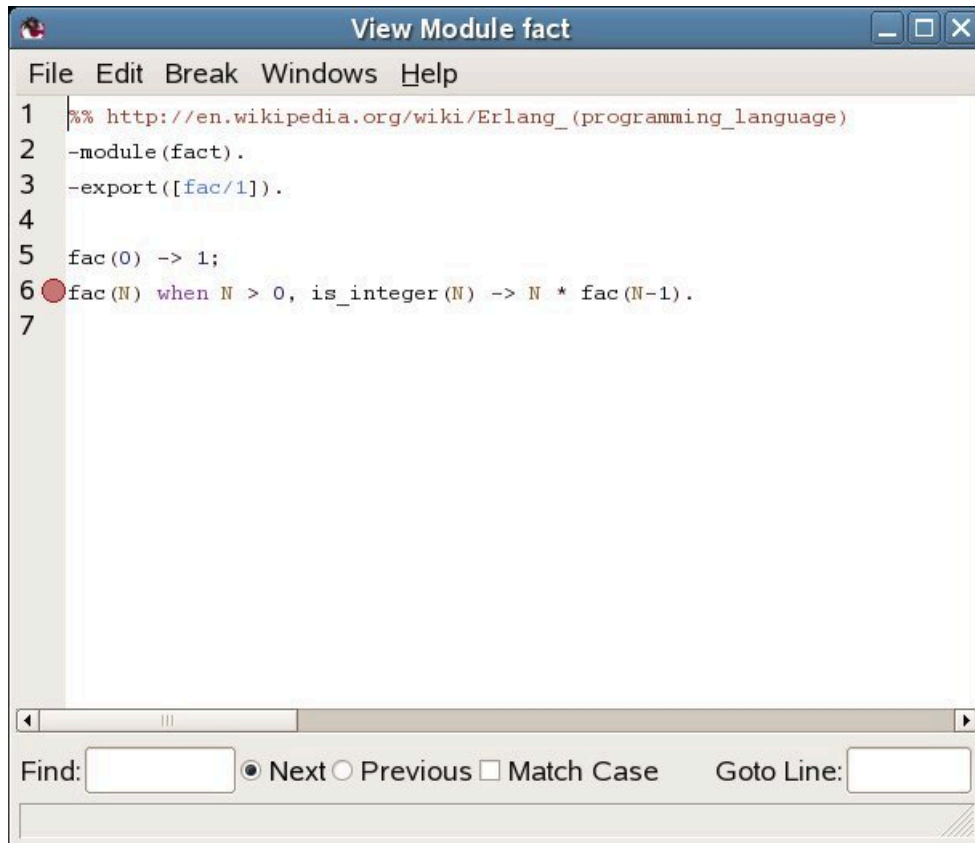 View Module fact
File Edit Break Windows Help
1 %% http://en.wikipedia.org/wiki/Erlang_(programming_language)
2 -module(fact).
3 -export([fac/1]).
4
5 fac(0) -> 1;
6 fac(N) when N > 0, is_integer(N) -> N * fac(N-1).
7
Find: Next Previous Match Case Goto Line: